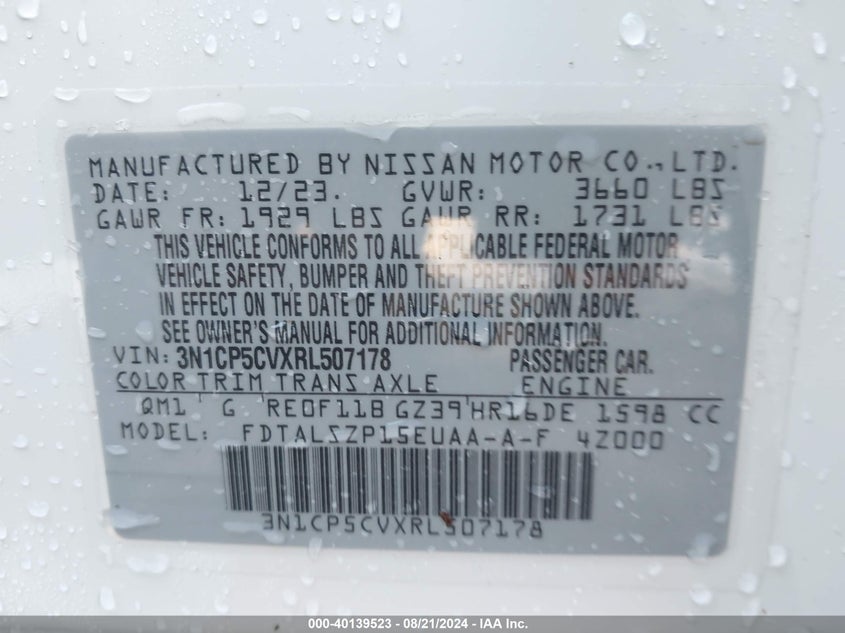 MANUFACTURED BY NISSAN MOTOR CO., LTD.
DATE: 12/23. GVWR: 3660 LBS
GAWR FR: 1929 LBS GAWR RR: 1731 LBS
THIS VEHICLE CONFORMS TO ALL APPLICABLE FEDERAL MOTOR
VEHICLE SAFETY, BUMPER AND THEFT PREVENTION STANDARDS
IN EFFECT ON THE DATE OF MANUFACTURE SHOWN ABOVE.
SEE OWNER'S MANUAL FOR ADDITIONAL INFORMATION.
VIN: 3N1CP5CVXRL507178 PASSENGER CAR.
COLOR TRIM TRANS AXLE ENGINE
QM1 G RE0F11B GZ39 HR16DE 1598 CC
MODEL: FDTALSZP15EUAA-A-F 4Z000
3N1CP5CVXRL507178
000-40139523 - 08/21/2024 - IAA Inc.